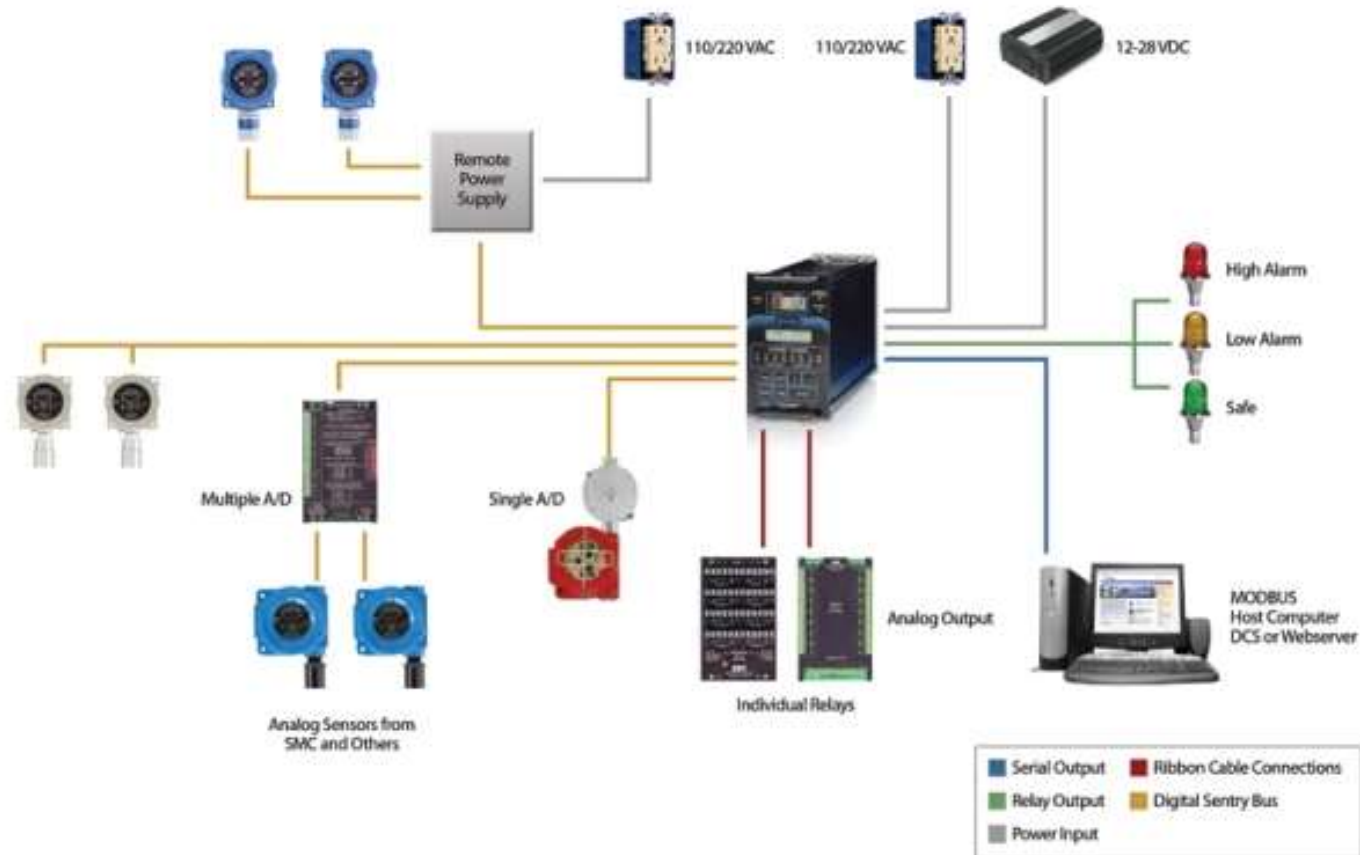 110/220 VAC
110/220 VAC
12-28 VDC
Remote
Power
Supply
High Alarm
Low Alarm
Safe
Multiple A/D
Single A/D
Analog Output
MODBUS
Host Computer
DCS or Webserver
Individual Relays
Analog Sensors from
SMC and Others
Serial Output
Ribbon Cable Connections
Relay Output
Digital Sentry Bus
Power Input